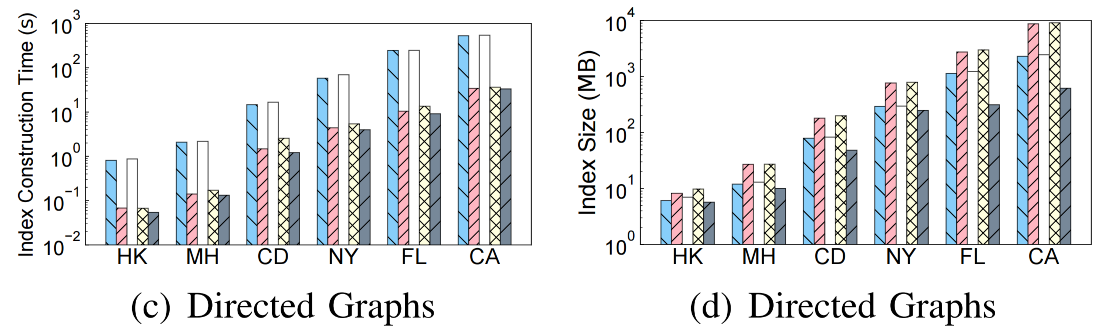 Index Construction Time (s)
10^3
10^2
10^1
10^0
10^-1
10^-2
HK MH CD NY FL CA
(c) Directed Graphs
Index Size (MB)
10^4
10^3
10^2
10^1
10^0
HK MH CD NY FL CA
(d) Directed Graphs